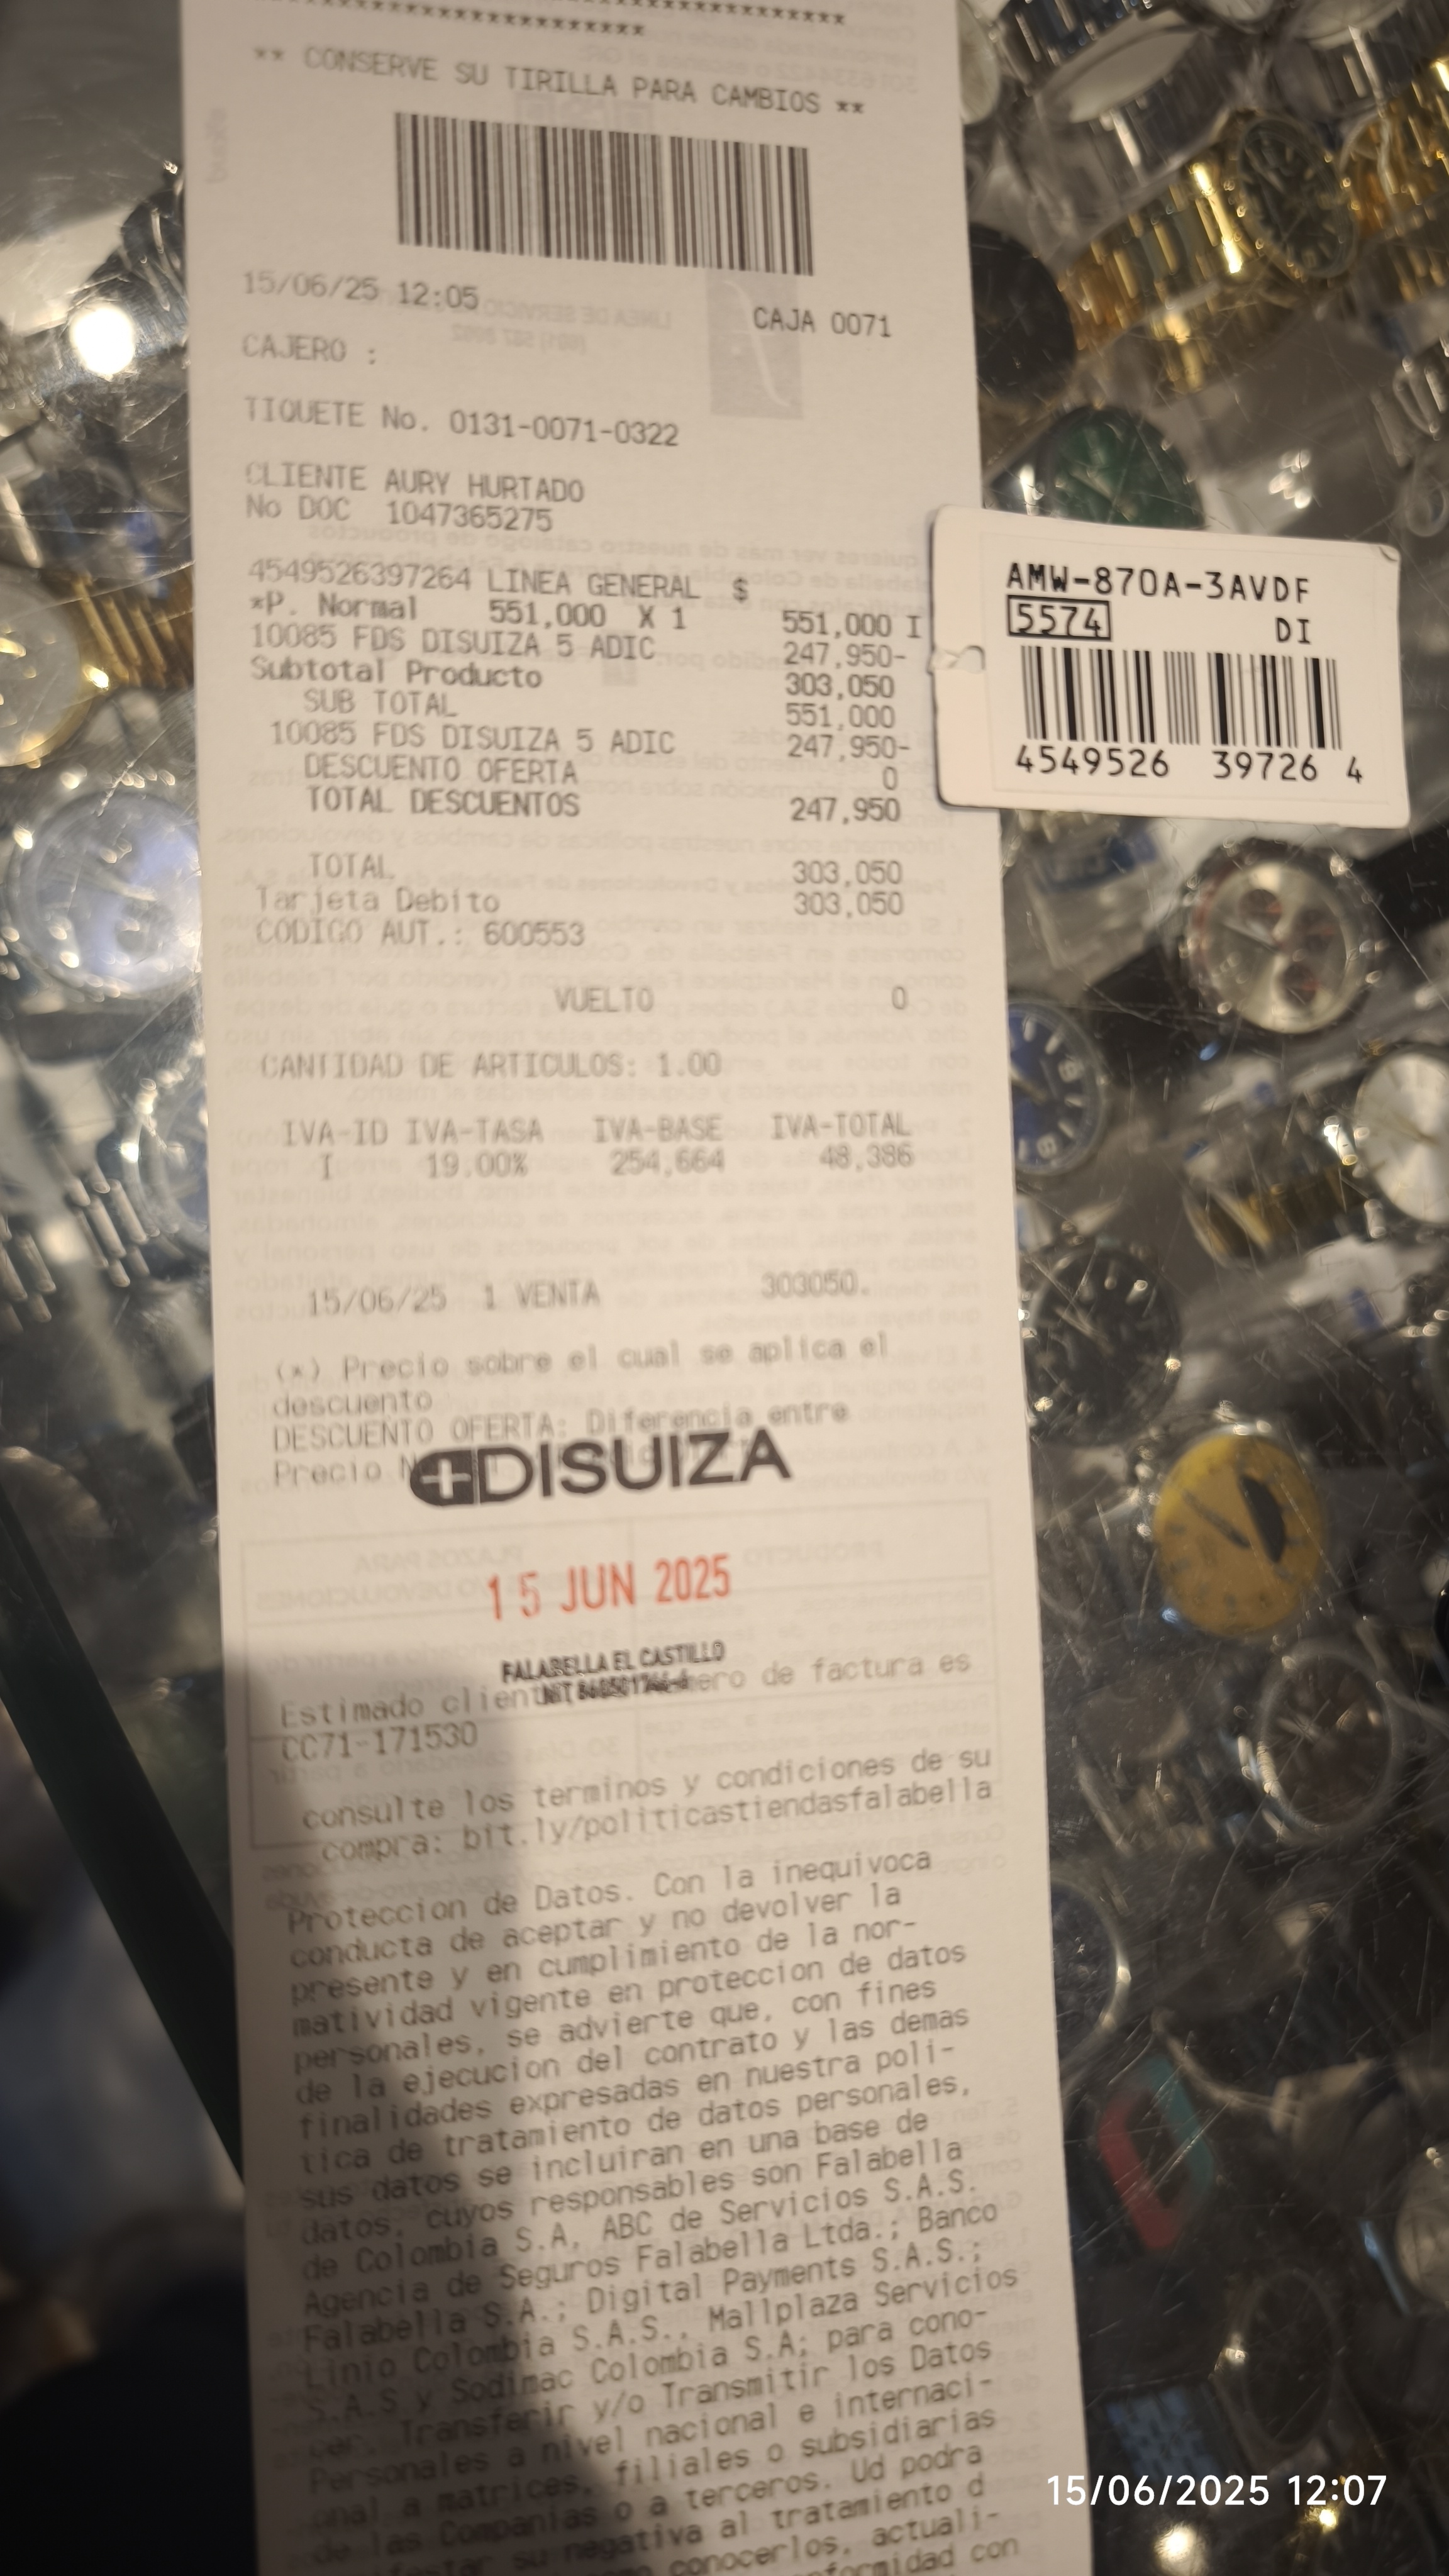 ** CONSERVE SU TIRILLA PARA CAMBIOS **
15/06/25 12:05
CAJA 0071
CAJERO :
TIQUETE No. 0131-0071-0322
CLIENTE AURY HURTADO
No DOC 1047365275
4549526397264 LINEA GENERAL $
*P. Normal 551,000 X 1 551,000 I
10085 FDS DISUIZA 5 ADIC 247,950-
Subtotal Producto 303,050
SUB TOTAL 551,000
10085 FDS DISUIZA 5 ADIC 247,950-
DESCUENTO OFERTA 0
TOTAL DESCUENTOS 247,950
TOTAL 303,050
Tarjeta Debito 303,050
CODIGO AUT.: 600553
VUELTO 0
CANTIDAD DE ARTICULOS: 1.00
IVA-ID IVA-TASA IVA-BASE IVA-TOTAL
I 19.00% 254,664 48,386
15/06/25 1 VENTA 303050.
(*) Precio sobre el cual se aplica el
descuento
DESCUENTO OFERTA: Diferencia entre
Precio
DISUIZA
15 JUN 2025
FALABELLA EL CASTILLO
NIT
Estimado de factura es
CC71-171530
consulte los terminos y condiciones de su
compra: bit.ly/politicastiendasfalabella
Proteccion de Datos. Con la inequivoca
conducta de aceptar y no devolver la
presente y en cumplimiento de la nor-
matividad vigente en proteccion de datos
personales, se advierte que, con fines
de la ejecucion del contrato y las demas
finalidades expresadas en nuestra poli-
tica de tratamiento de datos personales,
sus datos se incluiran en una base de
datos, cuyos responsables son Falabella
de Colombia S.A, ABC de Servicios S.A.S.
Agencia de Seguros Falabella Ltda.; Banco
Falabella S.A.; Digital Payments S.A.S.;
Linio Colombia S.A.S., Mallplaza Servicios
S.A.S y Sodimac Colombia S.A; para cono-
cer, Transferir y/o Transmitir los Datos
Personales a nivel nacional e internaci-
onal a matrices, filiales o subsidiarias
de las Companias o a terceros. Ud podra
su negativa al tratamiento d
conocerlos, actuali-
con
AMW-870A-3AVDF
5574 DI
4549526 39726 4
15/06/2025 12:07